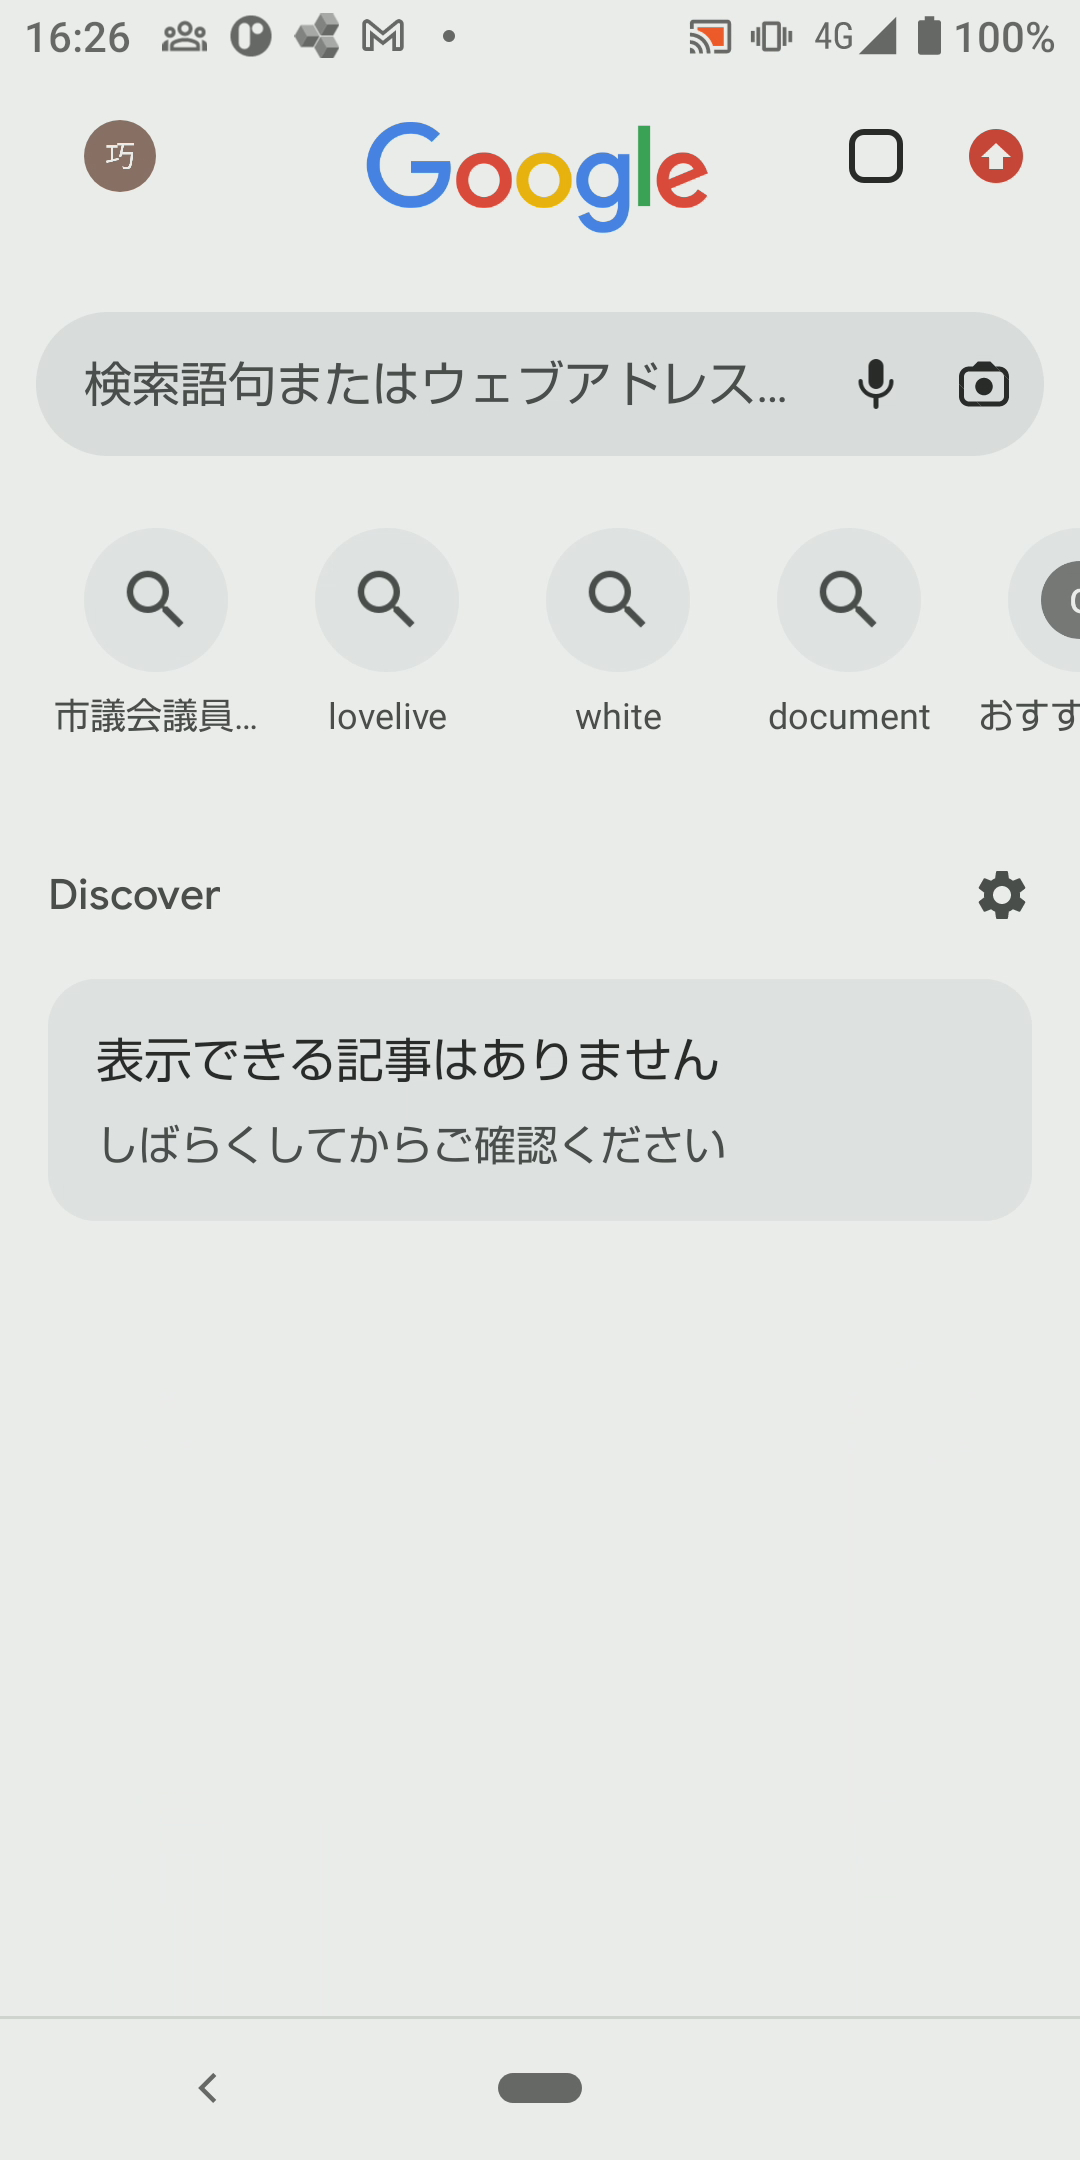 16:26
4G
100%
巧
Google
検索語句またはウェブアドレス...
市議会議員...
lovelive
white
document
おすす
Discover
表示できる記事はありません
しばらくしてからご確認ください